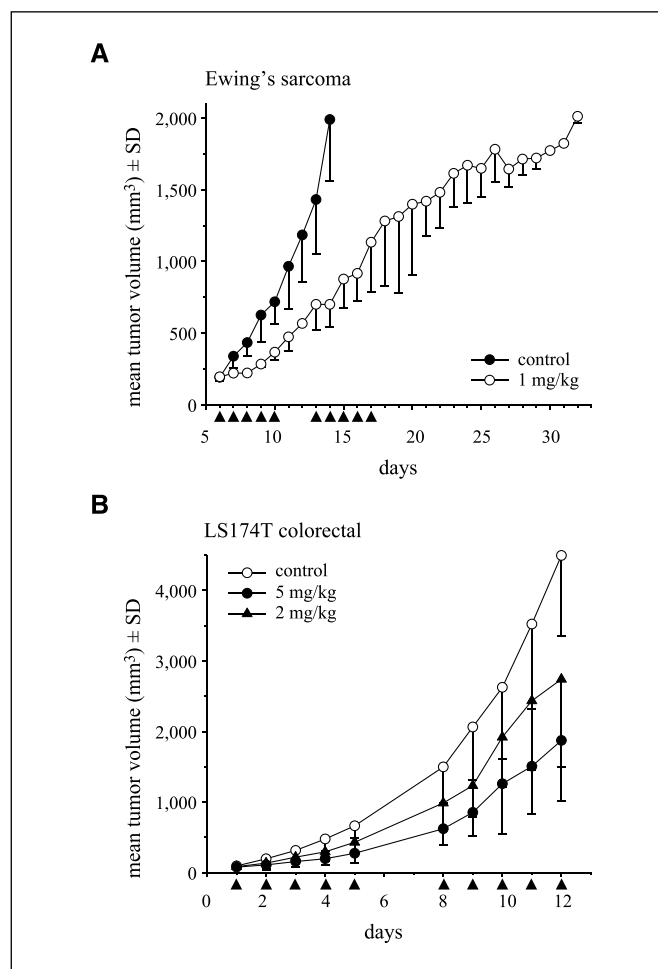 A
Ewing's sarcoma
mean tumor volume (mm³) ± SD
2,000
1,500
1,000
500
0
control
1 mg/kg
5 10 15 20 25 30
days
B
LS174T colorectal
mean tumor volume (mm³) ± SD
control
5 mg/kg
2 mg/kg
4,000
3,000
2,000
1,000
0
0 2 4 6 8 10 12
days